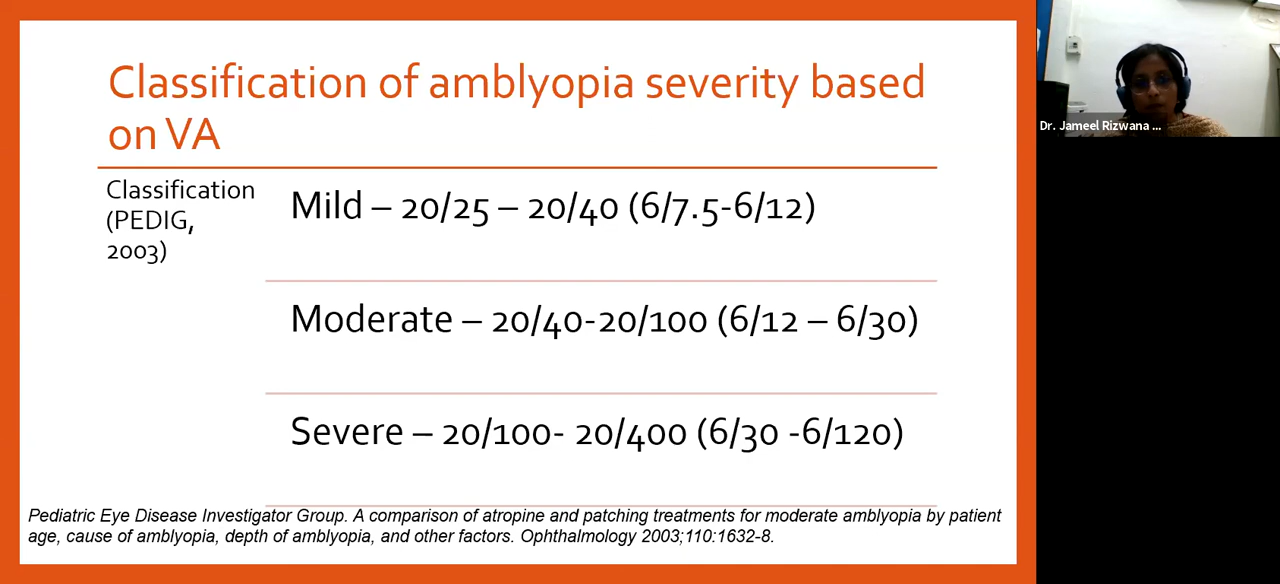 Classification of amblyopia severity based
on VA
Classification
(PEDIG,
2003)
Mild – 20/25 – 20/40 (6/7.5-6/12)
Moderate – 20/40-20/100 (6/12 – 6/30)
Severe – 20/100- 20/400 (6/30 -6/120)
Pediatric Eye Disease Investigator Group. A comparison of atropine and patching treatments for moderate amblyopia by patient
age, cause of amblyopia, depth of amblyopia, and other factors. Ophthalmology 2003;110:1632-8.
Dr. Jameel Rizwana ...